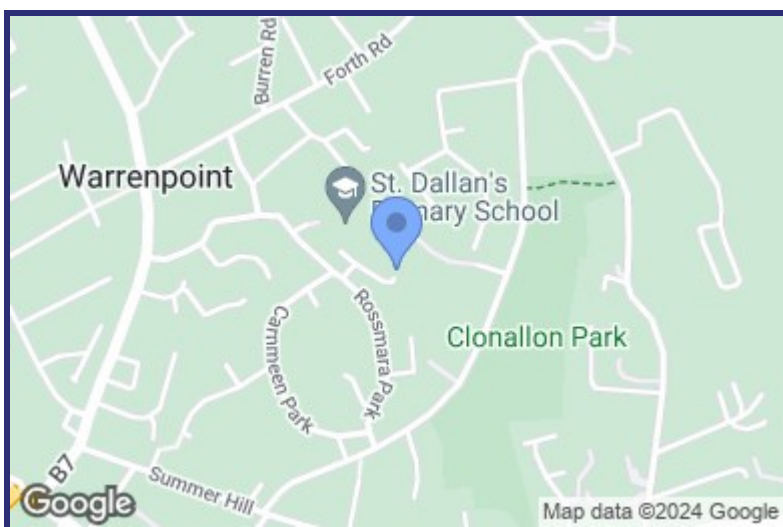 Burren Rd
Forth Rd
Warrenpoint
St. Dallan's
Primary School
Clonallon Park
Rossmara Park
Carmmeen Park
B7
Summer Hill
Google
Map data ©2024 Google